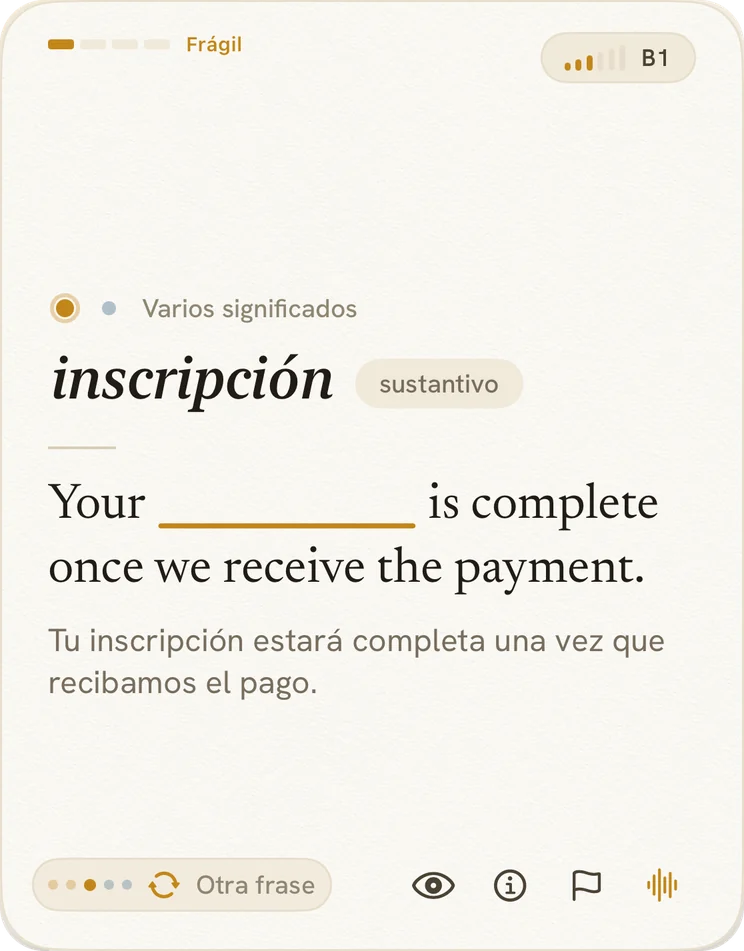 Frágil
B1
Varios significados
inscripción sustantivo
Your is complete
once we receive the payment.
Tu inscripción estará completa una vez que
recibamos el pago.
Otra frase